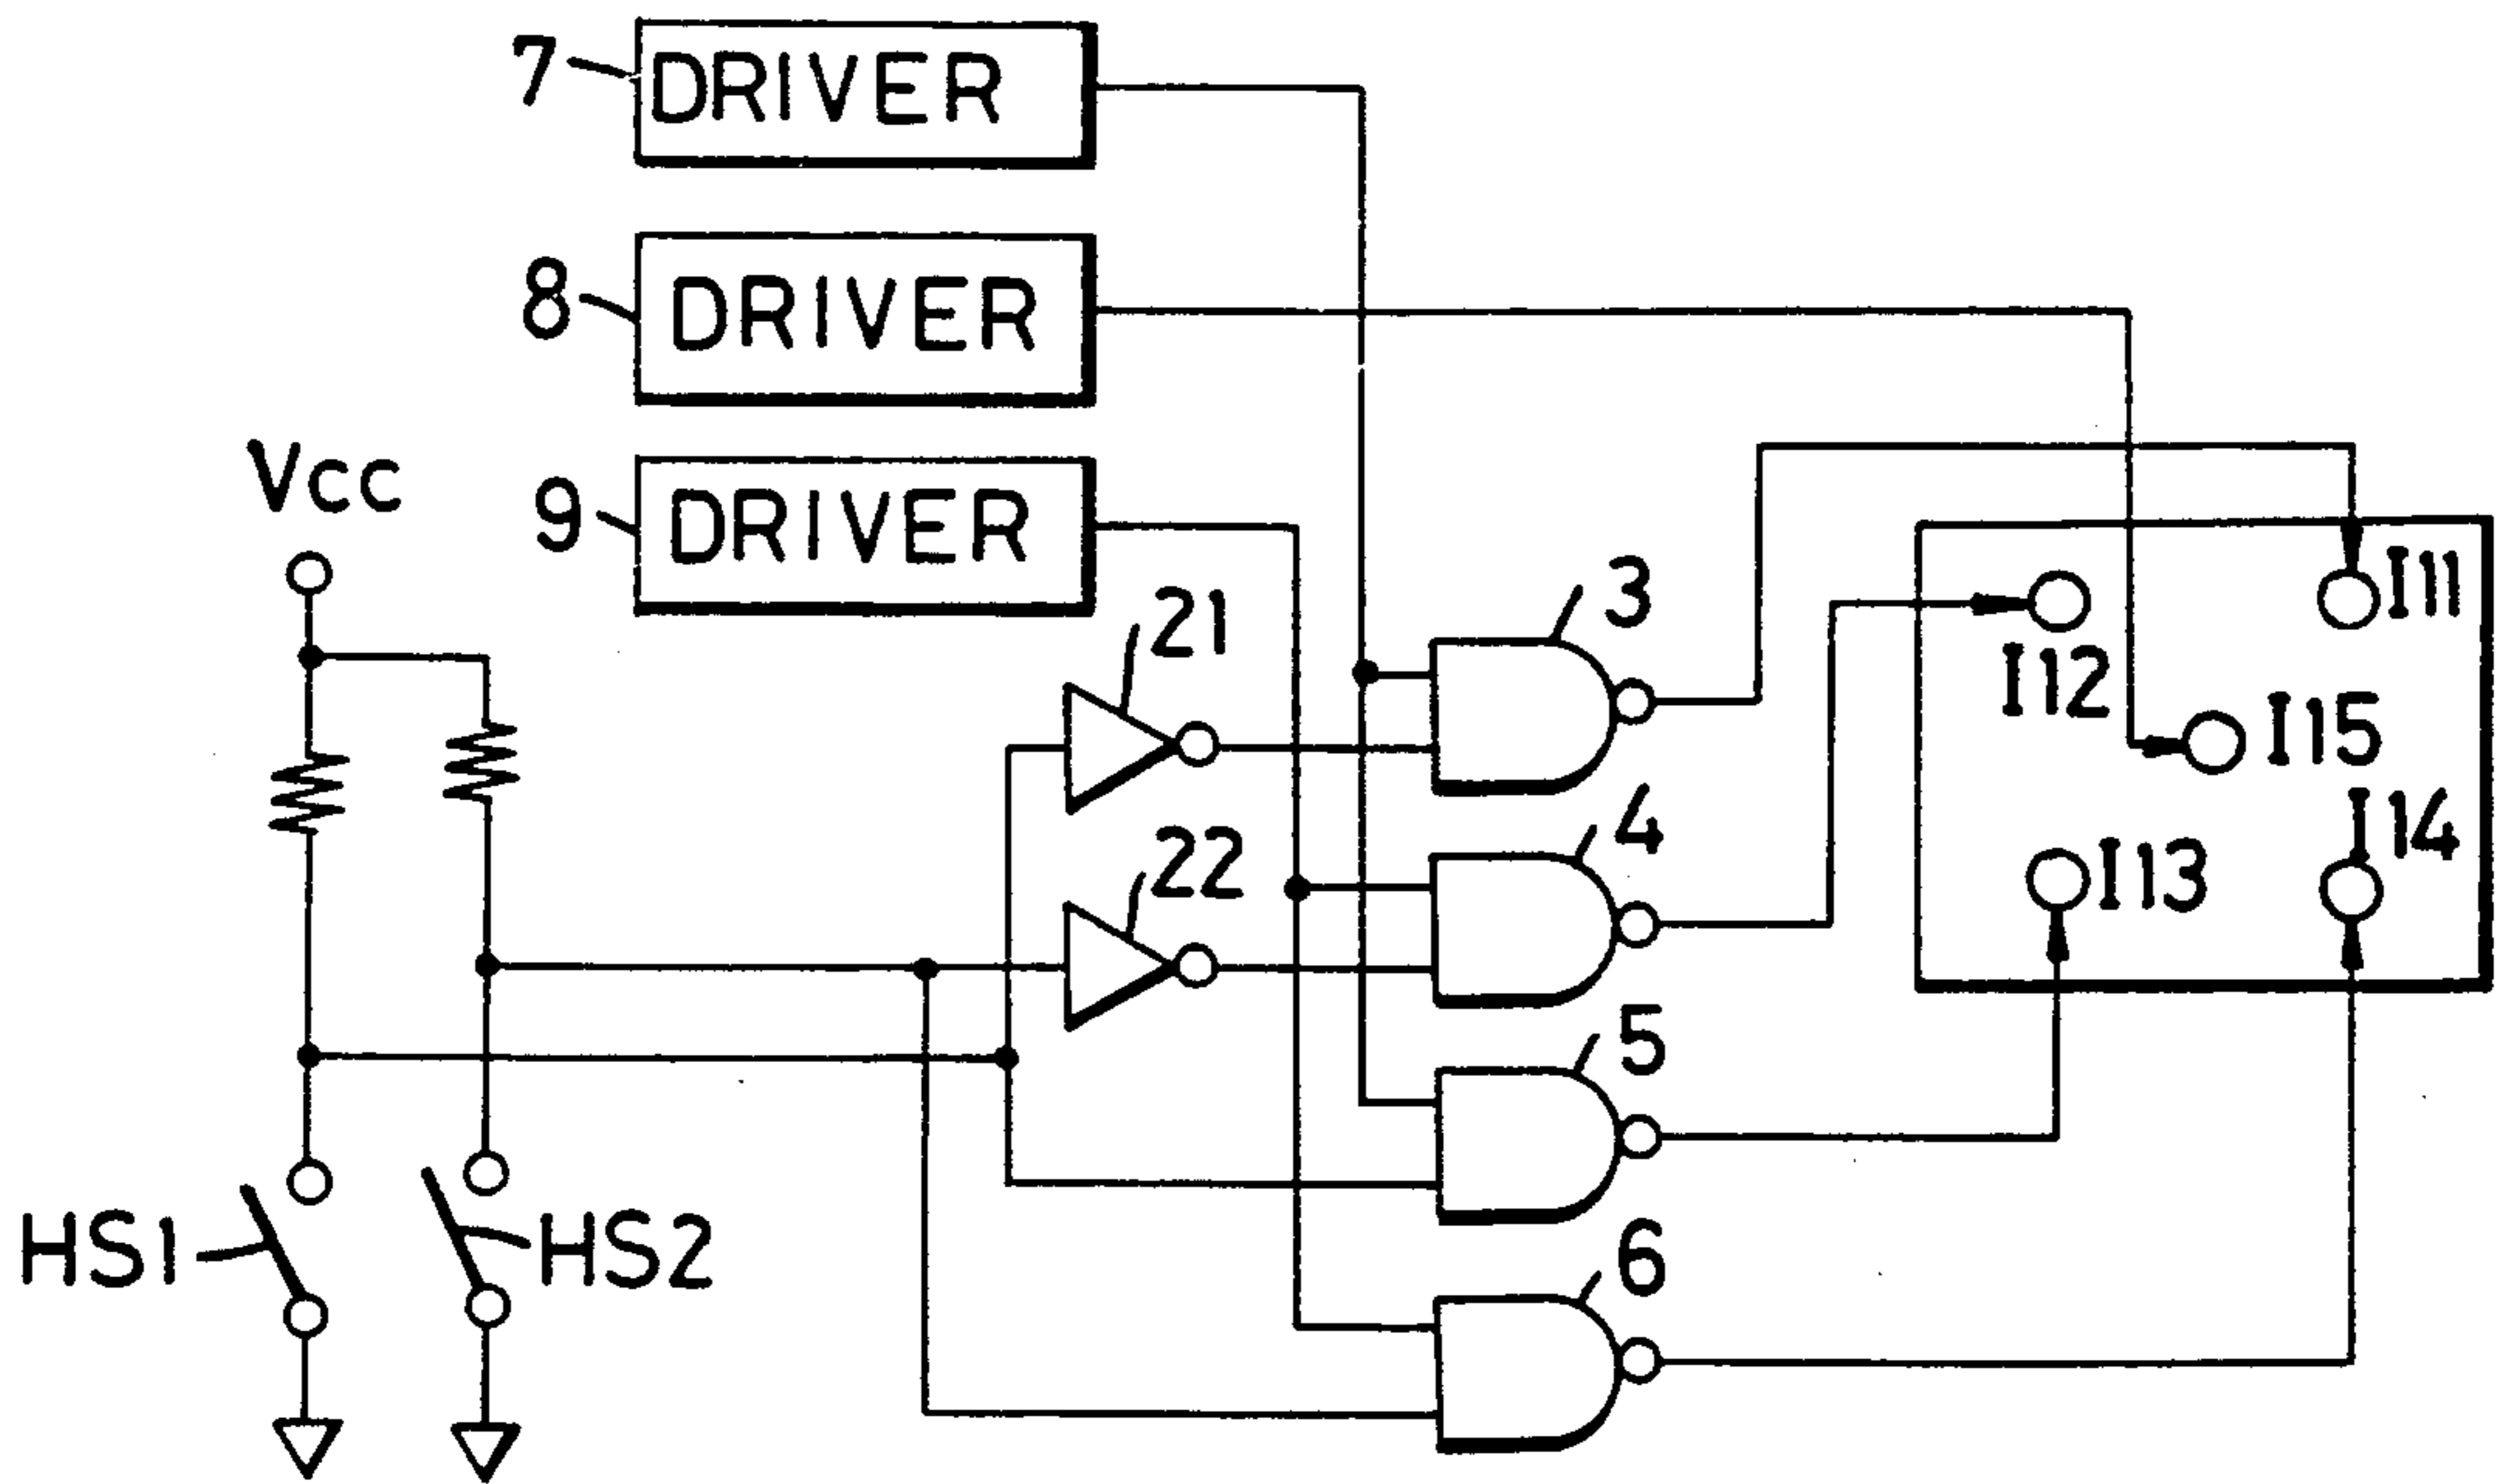 7 DRIVER
8 DRIVER
Vcc
9 DRIVER
21
3
I11
I12
I15
22
4
I14
I13
5
HS1
HS2
6